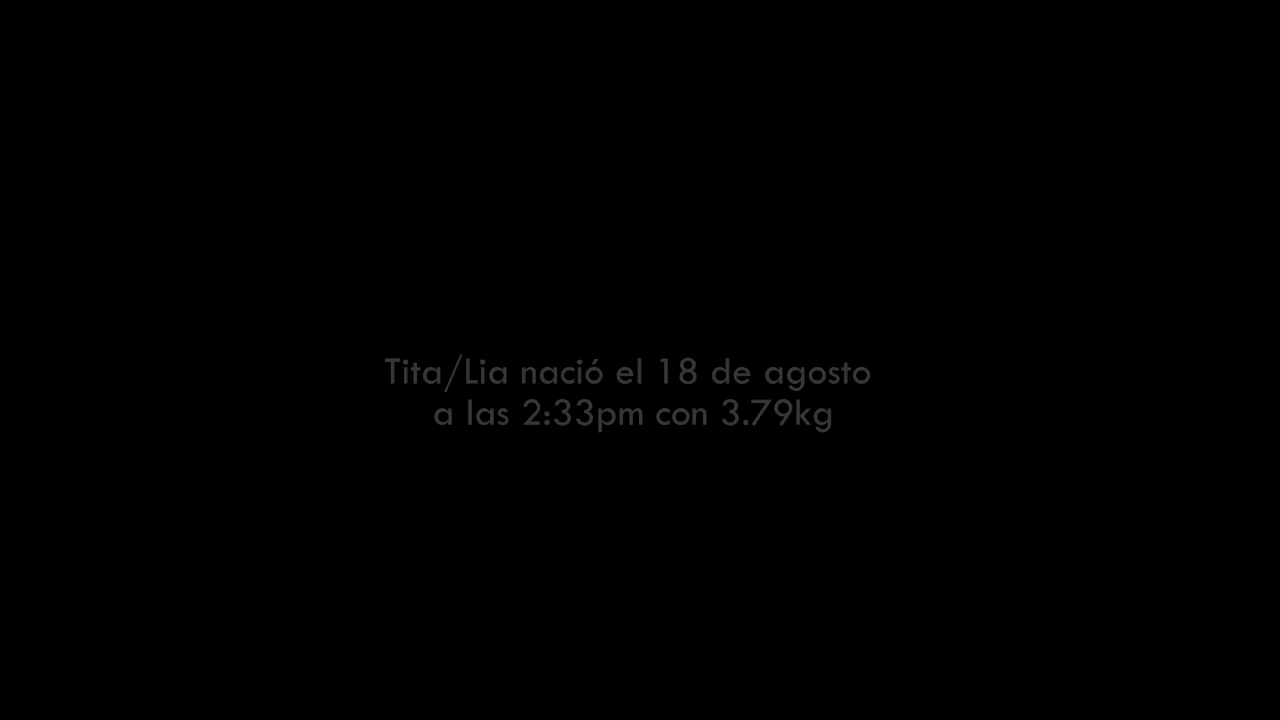 Tita/Lia nació el 18 de agosto
a las 2:33pm con 3.79kg